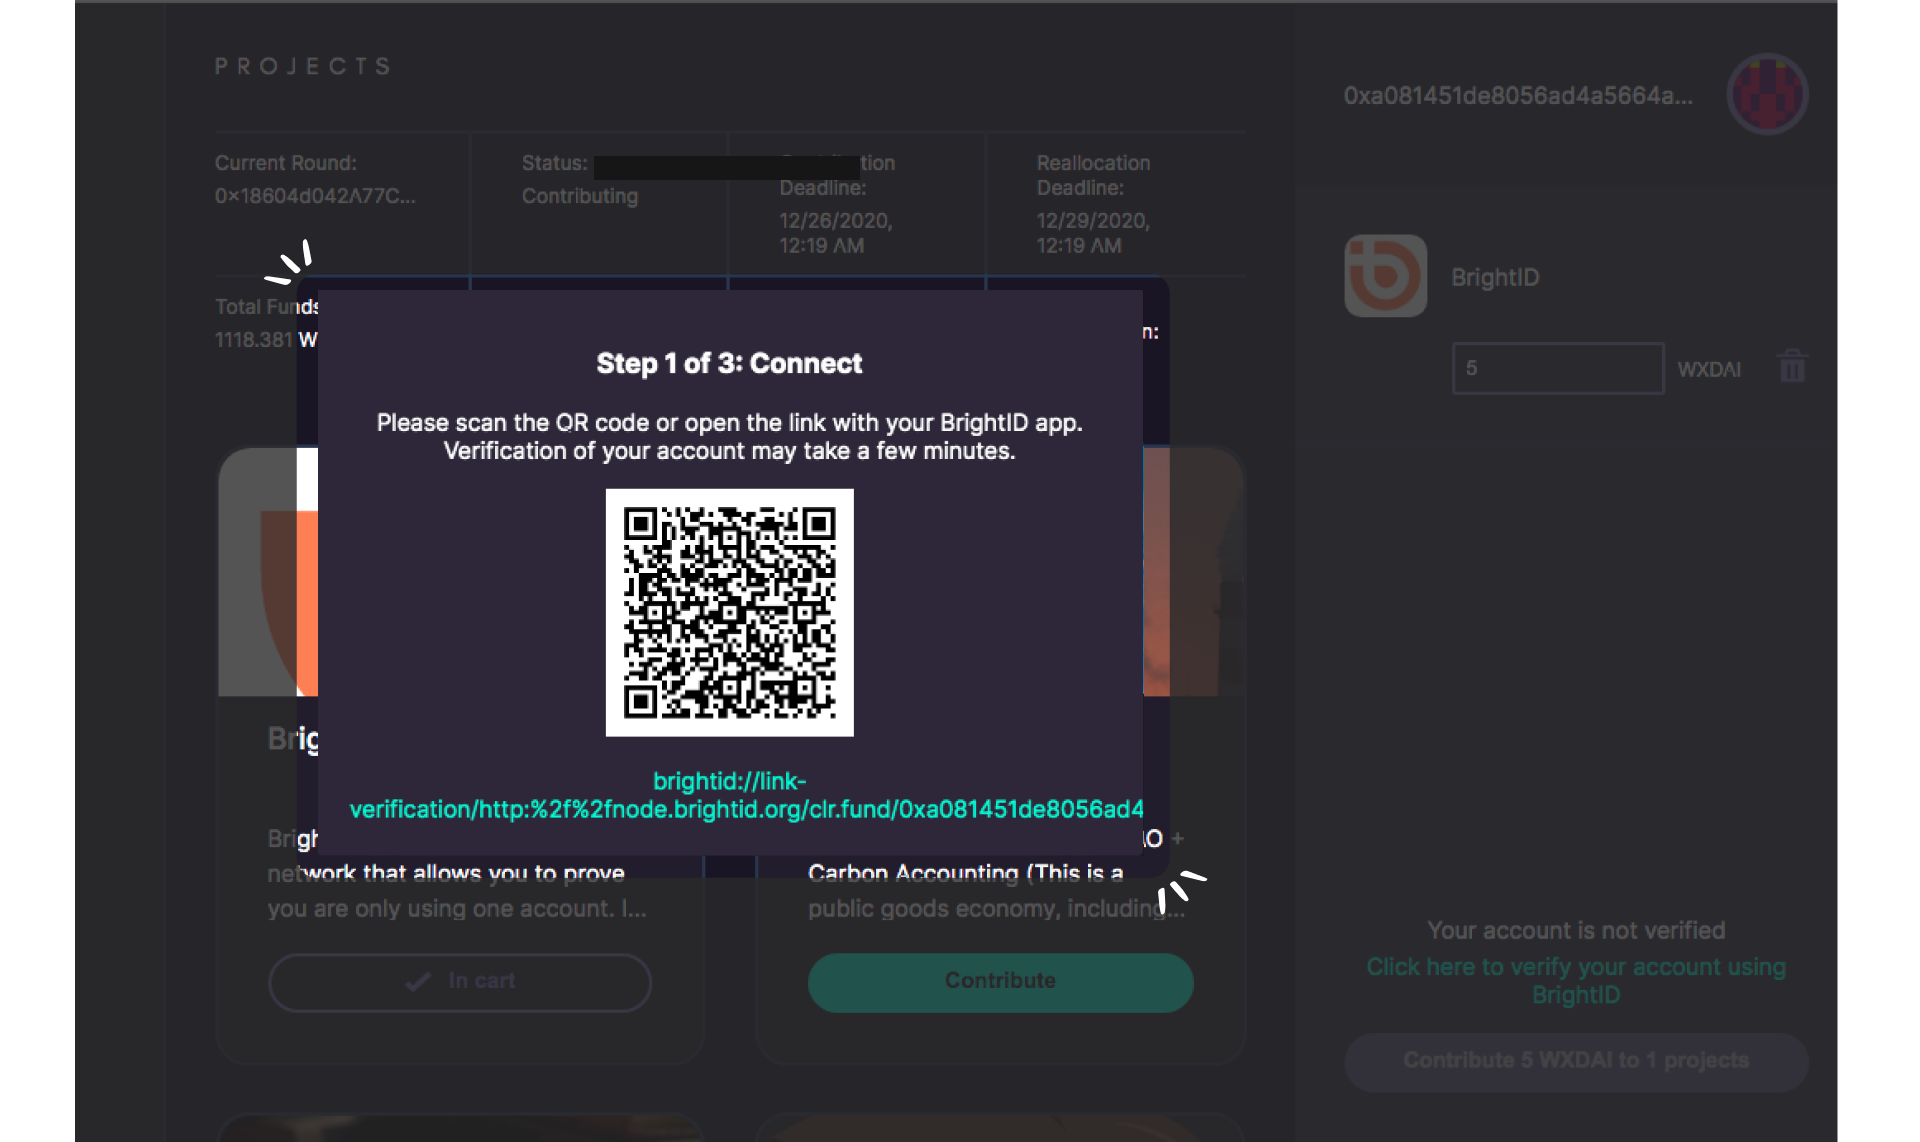 PROJECTS
0xa081451de8056ad4a5664a...
Current Round:
0x18604d042A77C...
Status:
Contributing
Deadline:
12/26/2020,
12:19 AM
Reallocation
Deadline:
12/29/2020,
12:19 AM
BrightID
5
WXDAI
Total Funds
1118.381 W
n:
Step 1 of 3: Connect
Please scan the QR code or open the link with your BrightID app.
Verification of your account may take a few minutes.
brightid://link-
verification/http:%2f%2fnode.brightid.org/clr.fund/0xa081451de8056ad4
Brig
Brigh
network that allows you to prove
you are only using one account. I...
In cart
O +
Carbon Accounting (This is a
public goods economy, including...
Contribute
Your account is not verified
Click here to verify your account using
BrightID
Contribute 5 WXDAI to 1 projects